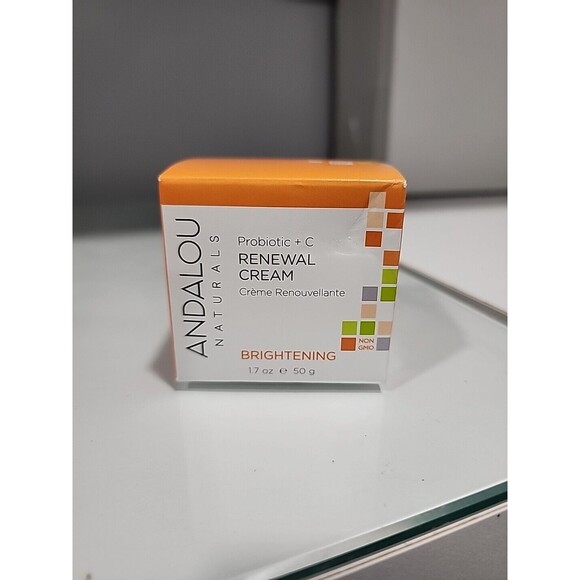 ANDALOU
NATURALS
Probiotic + C
RENEWAL
CREAM
Crème Renouvellante
BRIGHTENING
1.7 oz ℮ 50 g
NON
GMO